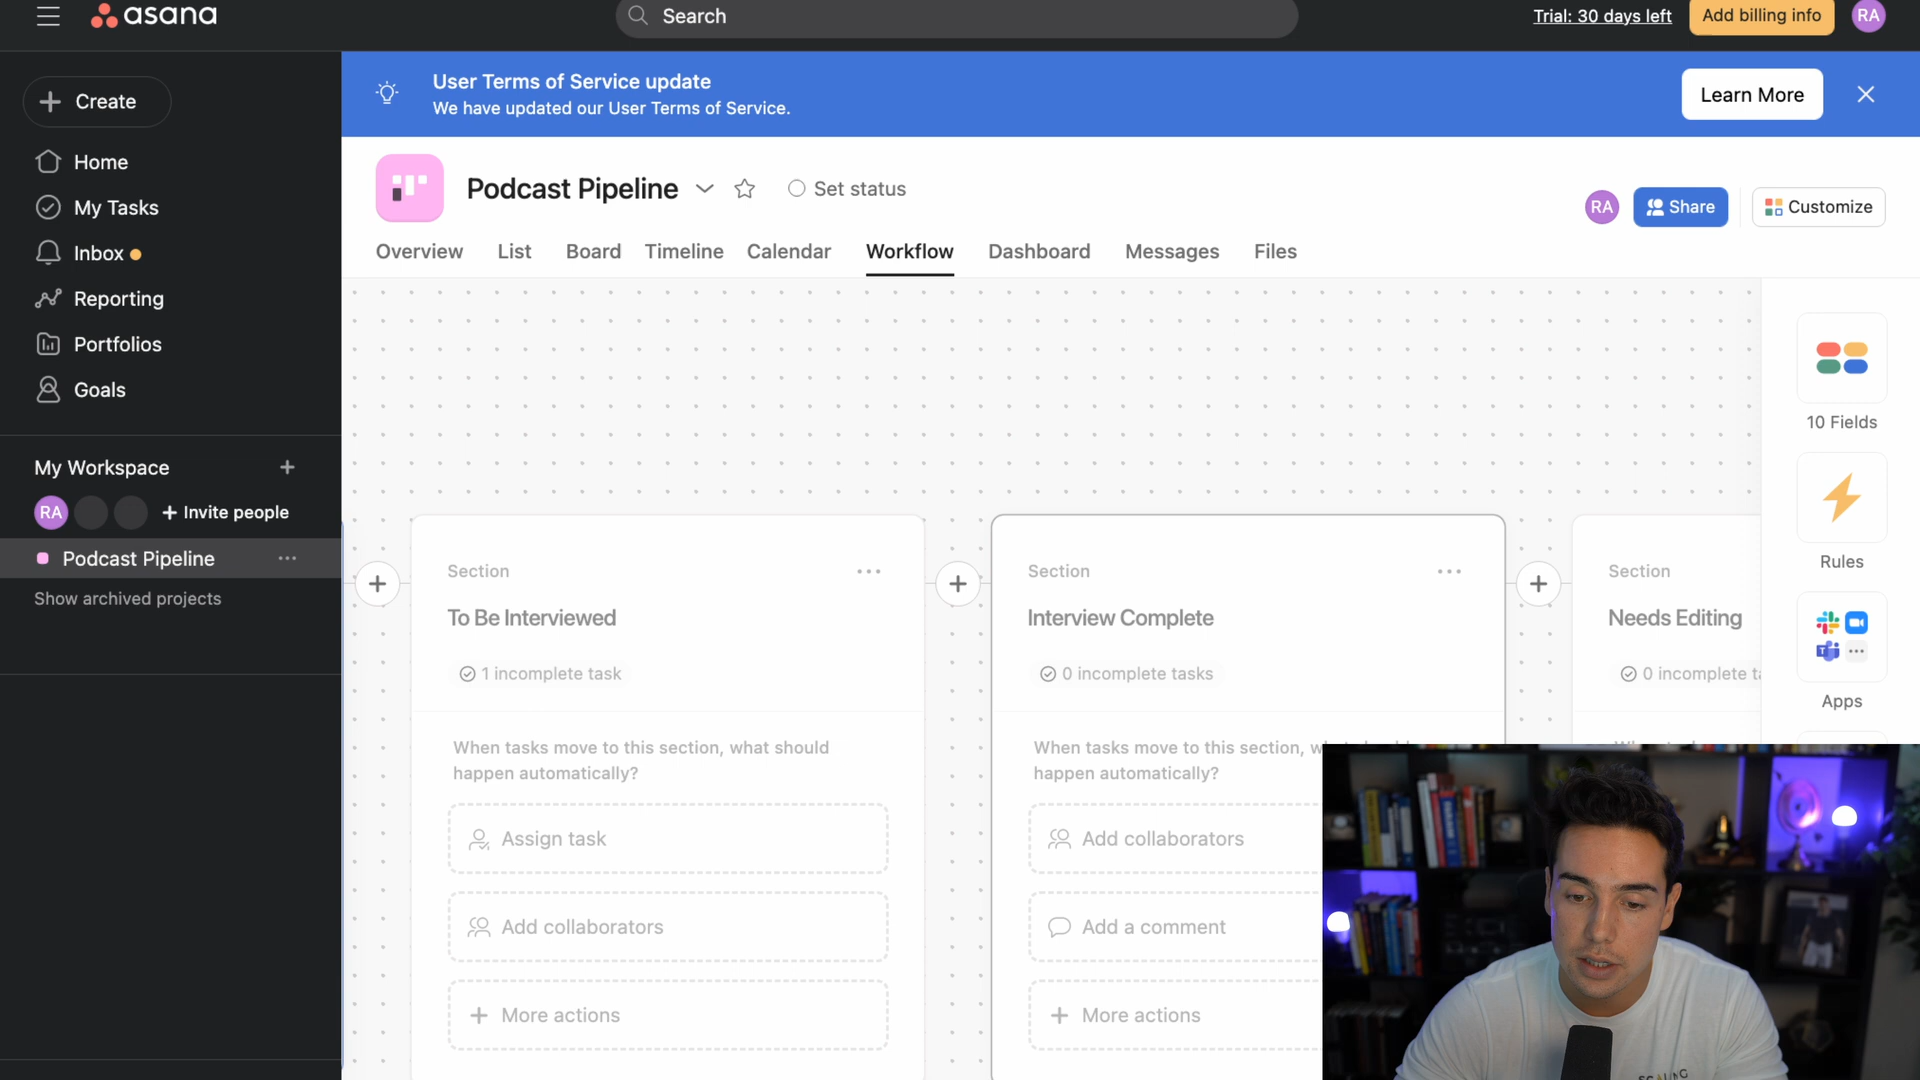 asana
Search
Trial: 30 days left
Add billing info
RA
Create
Home
My Tasks
Inbox
Reporting
Portfolios
Goals
My Workspace
RA
Invite people
Podcast Pipeline
Show archived projects
User Terms of Service update
We have updated our User Terms of Service.
Learn More
Podcast Pipeline
Set status
RA
Share
Customize
Overview
List
Board
Timeline
Calendar
Workflow
Dashboard
Messages
Files
Section
To Be Interviewed
1 incomplete task
When tasks move to this section, what should
happen automatically?
Assign task
Add collaborators
More actions
Section
Interview Complete
0 incomplete tasks
When tasks move to this section,
happen automatically?
Add collaborators
Add a comment
More actions
Section
Needs Editing
0 incomplete
10 Fields
Rules
Apps